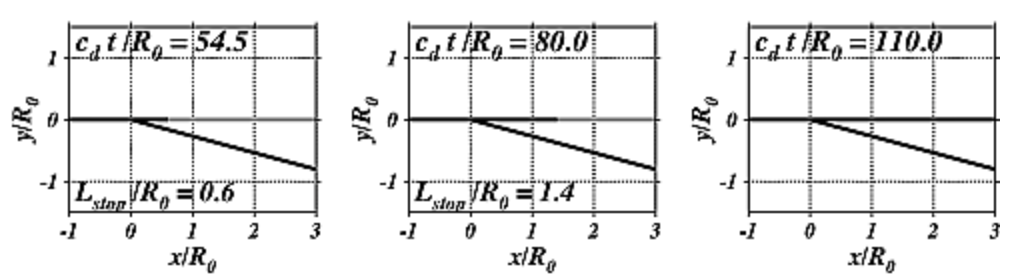 c_d t /R_0 = 54.5
1
0
-1
y/R_0
L_stop /R_0 = 0.6
-1 0 1 2 3
x/R_0
c_d t /R_0 = 80.0
1
0
-1
y/R_0
L_stop /R_0 = 1.4
-1 0 1 2 3
x/R_0
c_d t /R_0 = 110.0
1
0
-1
y/R_0
-1 0 1 2 3
x/R_0